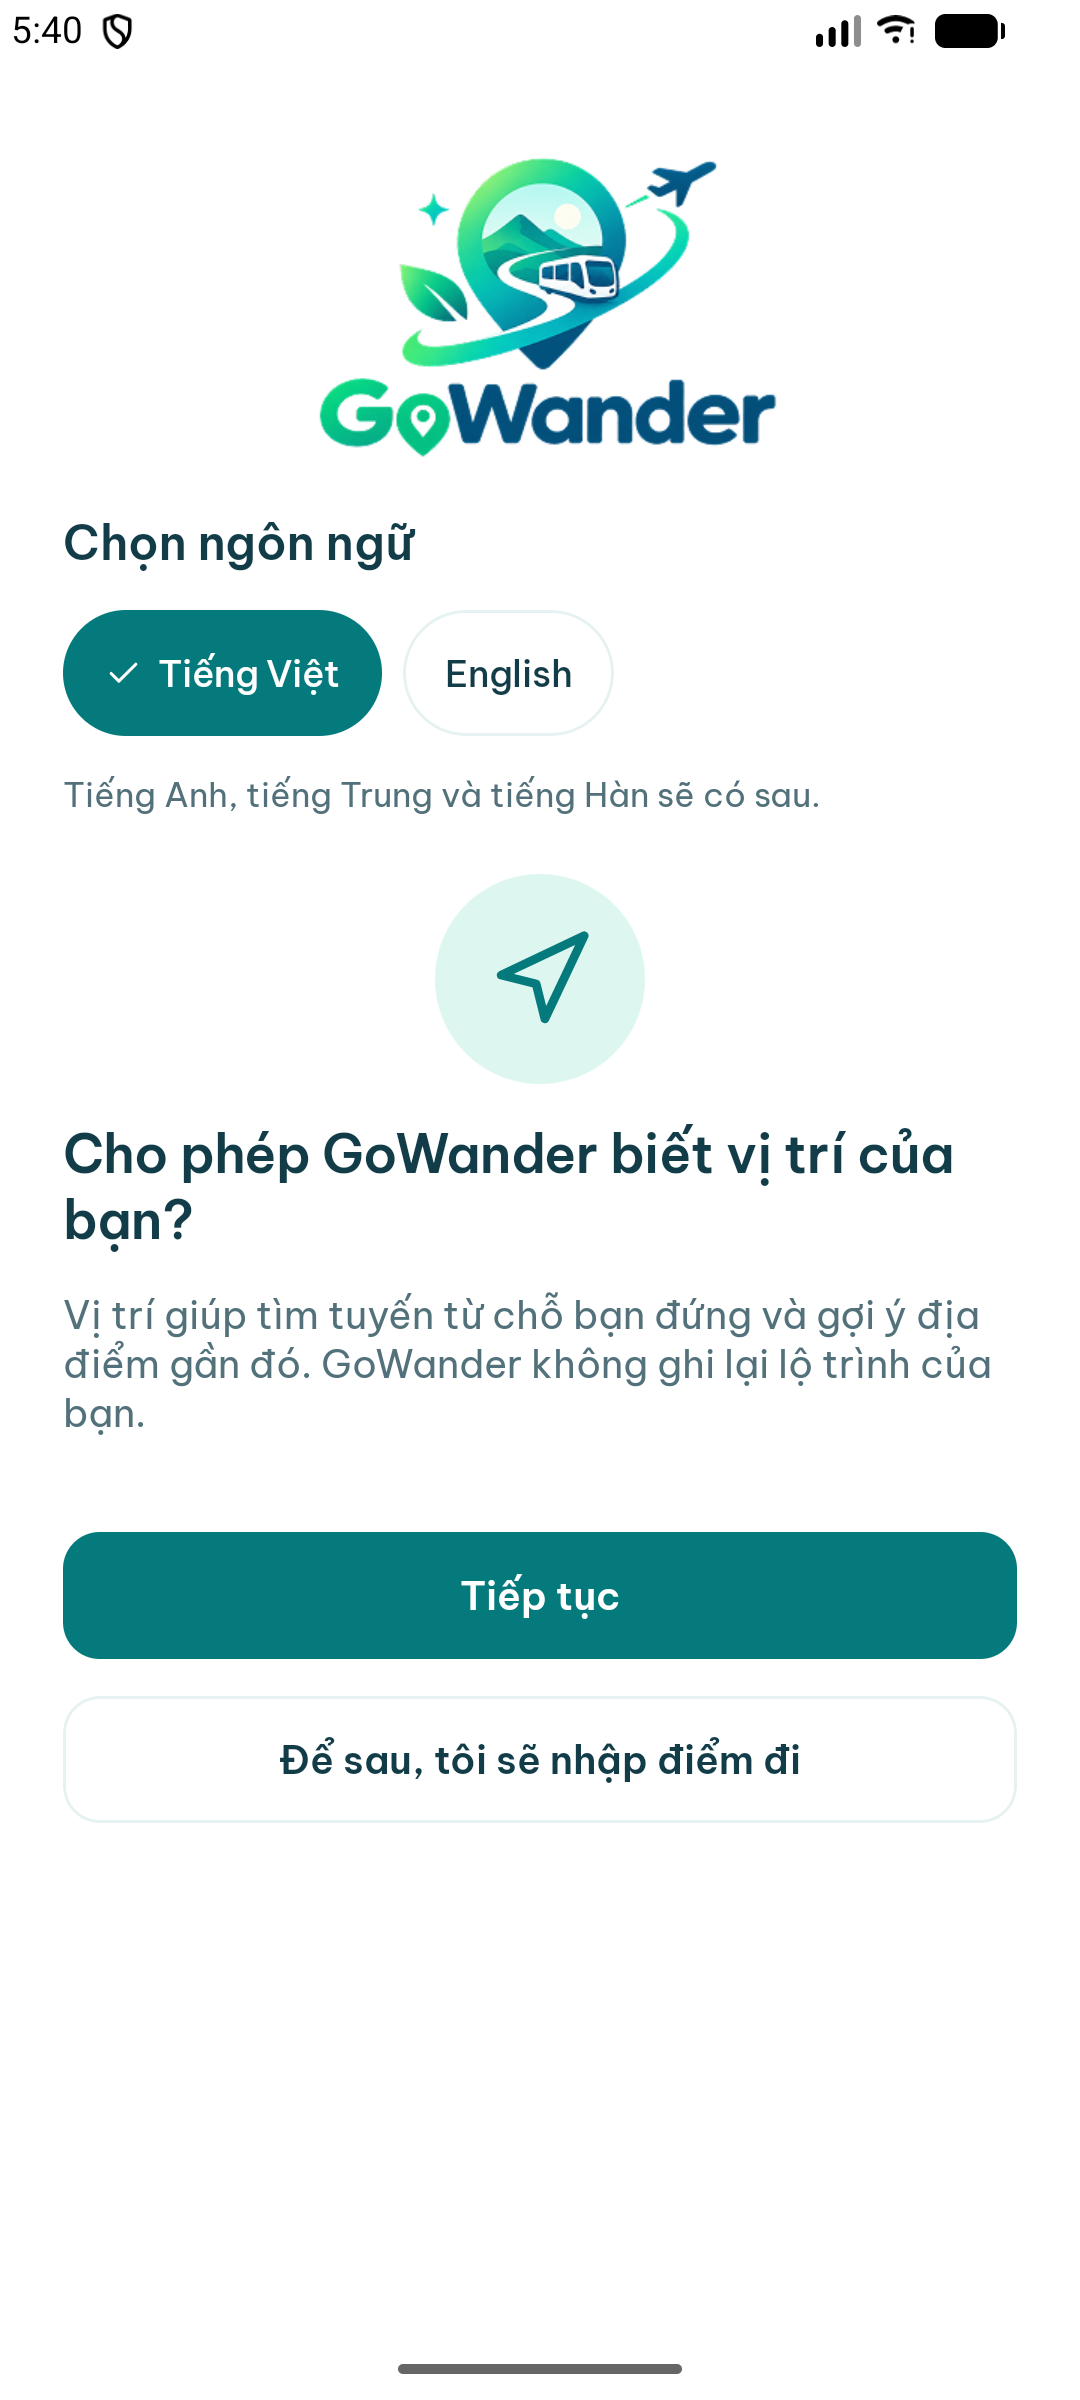 5:40
GoWander
Chọn ngôn ngữ
Tiếng Việt
English
Tiếng Anh, tiếng Trung và tiếng Hàn sẽ có sau.
Cho phép GoWander biết vị trí của
bạn?
Vị trí giúp tìm tuyến từ chỗ bạn đứng và gợi ý địa
điểm gần đó. GoWander không ghi lại lộ trình của
bạn.
Tiếp tục
Để sau, tôi sẽ nhập điểm đi